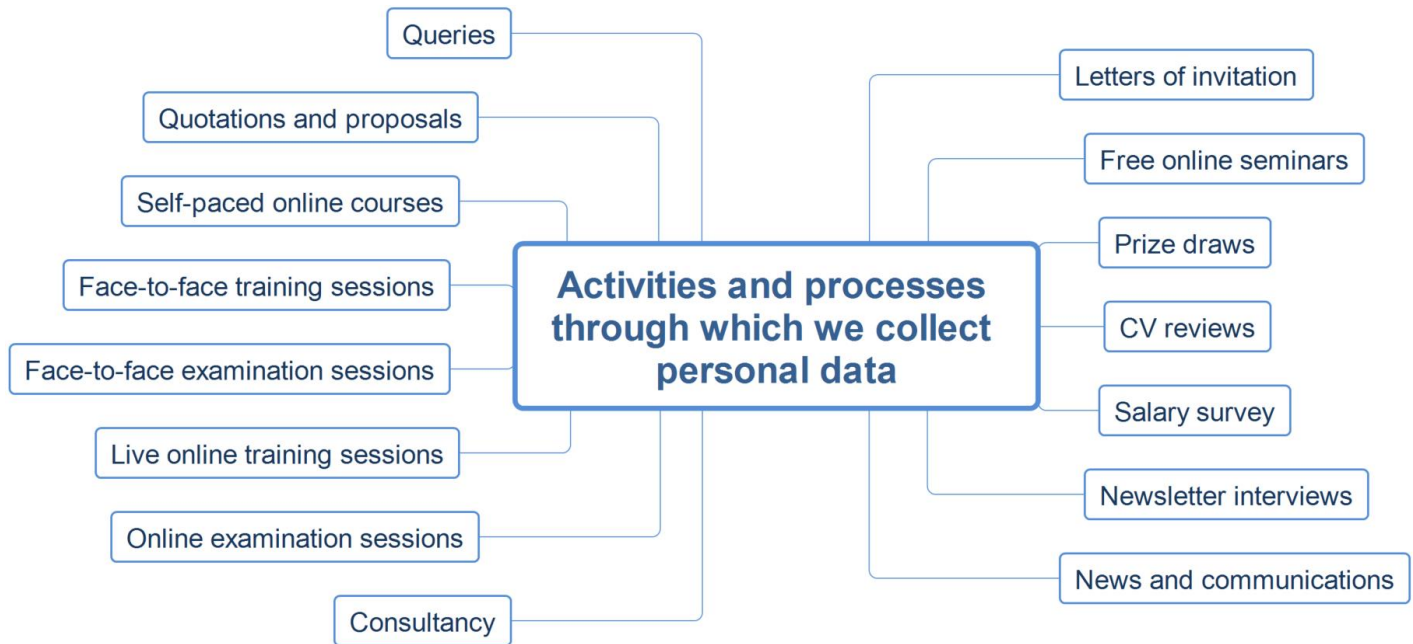 Queries
Quotations and proposals
Self-paced online courses
Face-to-face training sessions
Face-to-face examination sessions
Live online training sessions
Online examination sessions
Consultancy
Activities and processes
through which we collect
personal data
Letters of invitation
Free online seminars
Prize draws
CV reviews
Salary survey
Newsletter interviews
News and communications